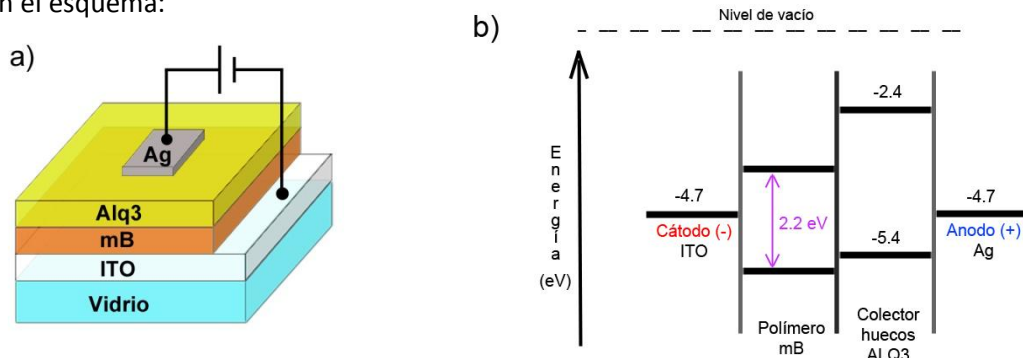 n el esquema:
a)
Ag
Alq3
mB
ITO
Vidrio
b)
Nivel de vacío
Energía
(eV)
-4.7
Cátodo (-)
ITO
2.2 eV
Polímero
mB
-2.4
-5.4
Colector
huecos
ALQ3
-4.7
Anodo (+)
Ag